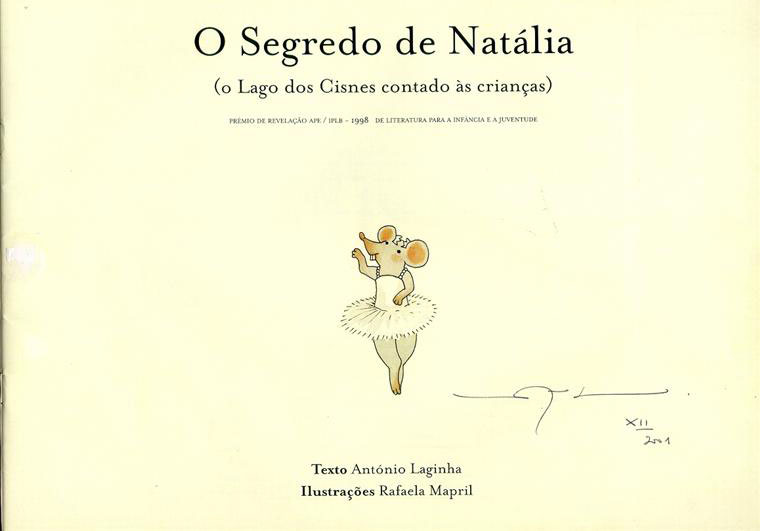 O Segredo de Natália
(o Lago dos Cisnes contado às crianças)
PRÉMIO DE REVELAÇÃO APE / IPLB – 1998 DE LITERATURA PARA A INFÂNCIA E A JUVENTUDE
XII
2001
Texto António Laginha
Ilustrações Rafaela Mapril